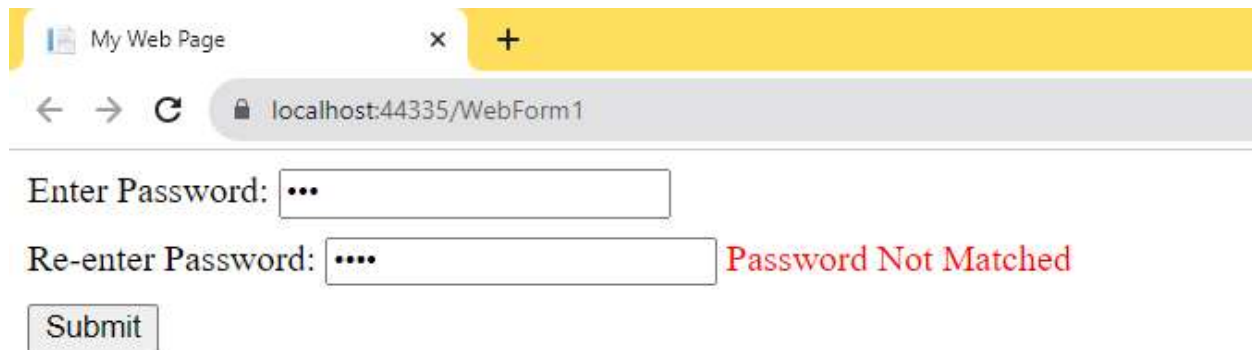 My Web Page
localhost:44335/WebForm1
Enter Password: •••
Re-enter Password: •••• Password Not Matched
Submit